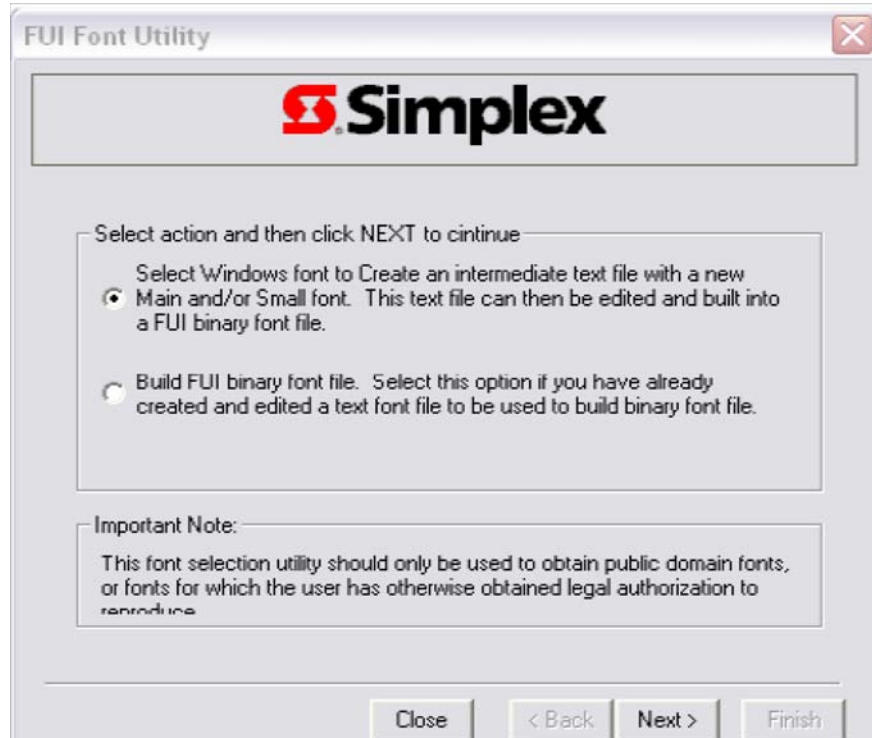 FUI Font Utility
Simplex
Select action and then click NEXT to cintinue
Select Windows font to Create an intermediate text file with a new
Main and/or Small font. This text file can then be edited and built into
a FUI binary font file.
Build FUI binary font file. Select this option if you have already
created and edited a text font file to be used to build binary font file.
Important Note:
This font selection utility should only be used to obtain public domain fonts,
or fonts for which the user has otherwise obtained legal authorization to
reproduce
Close
< Back
Next >
Finish